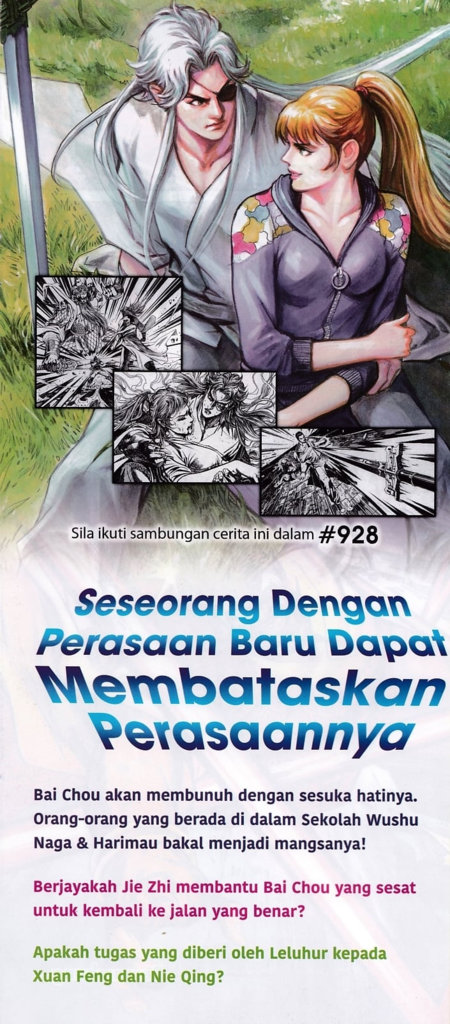 Sila ikuti sambungan cerita ini dalam #928
Seseorang Dengan
Perasaan Baru Dapat
Membataskan
Perasaannya
Bai Chou akan membunuh dengan sesuka hatinya.
Orang-orang yang berada di dalam Sekolah Wushu
Naga & Harimau bakal menjadi mangsanya!
Berjayakah Jie Zhi membantu Bai Chou yang sesat
untuk kembali ke jalan yang benar?
Apakah tugas yang diberi oleh Leluhur kepada
Xuan Feng dan Nie Qing?